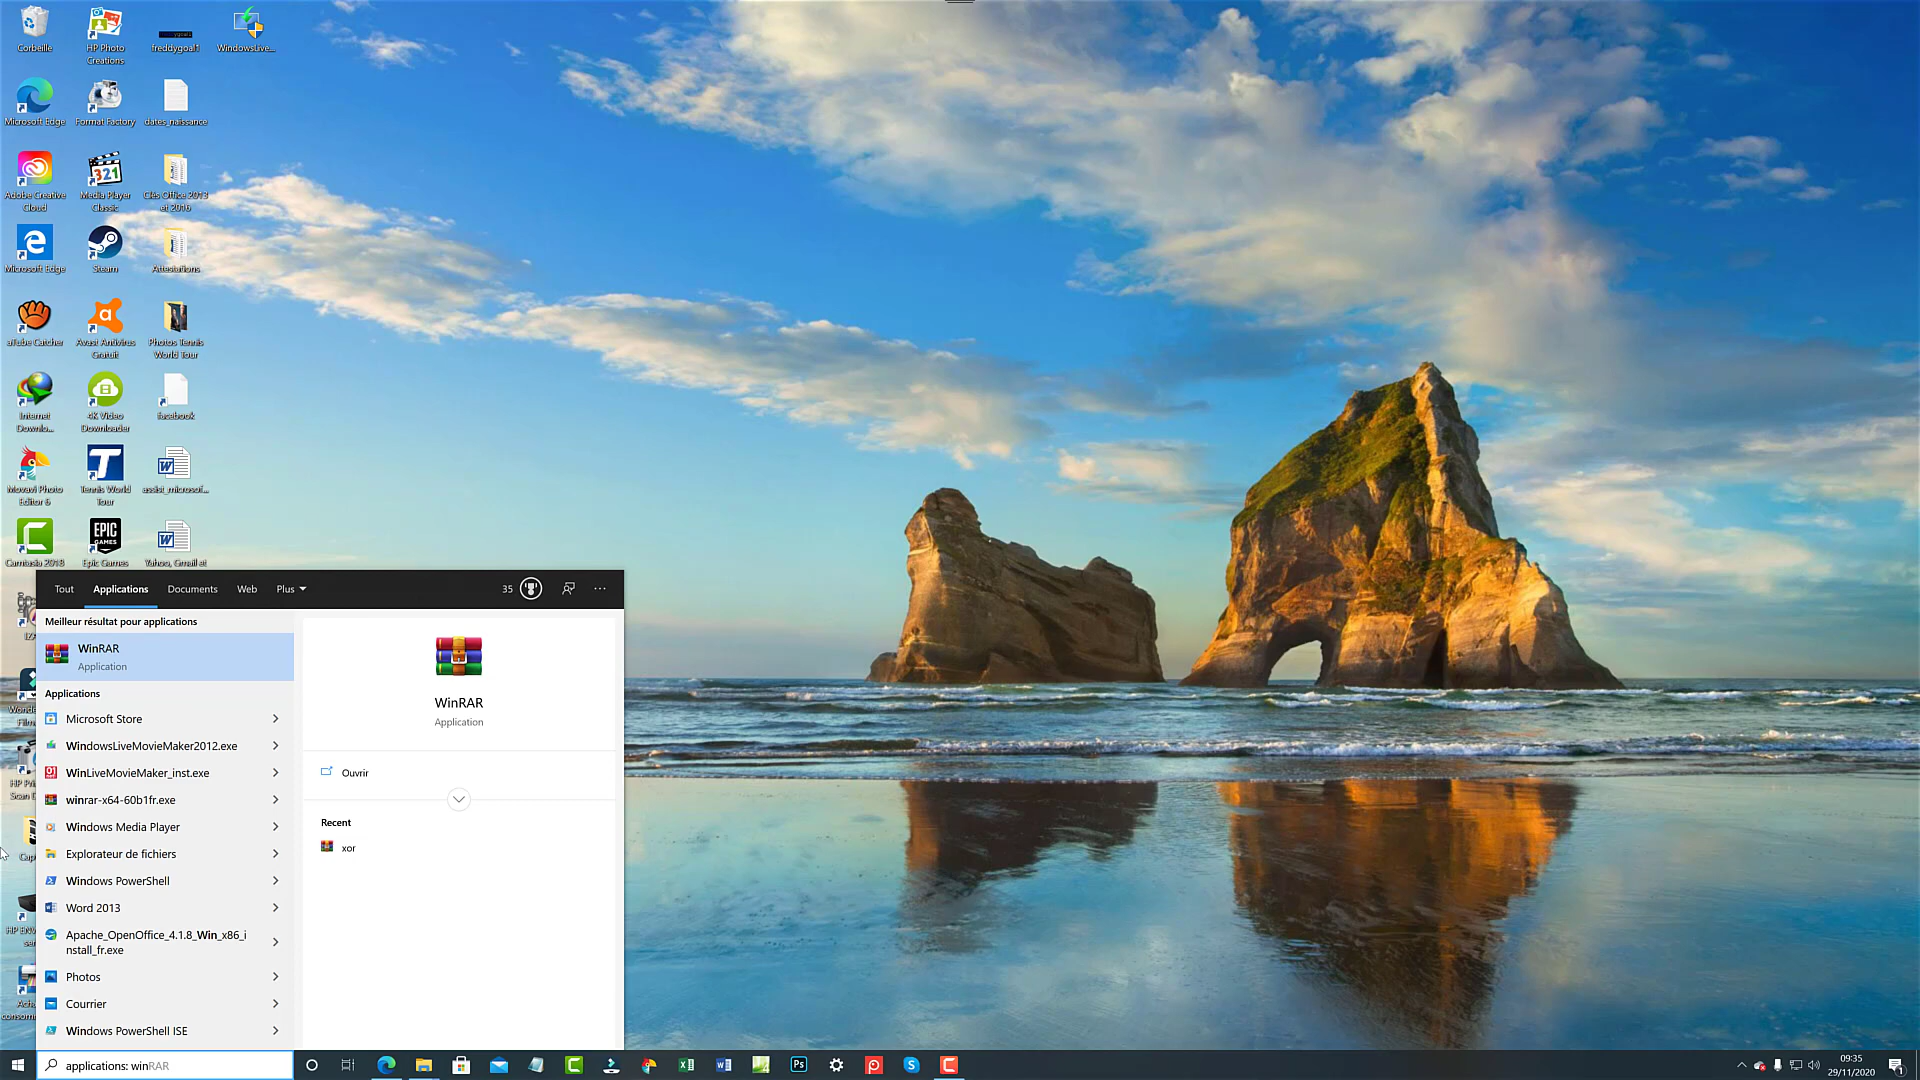 Corbeille
HP Photo
Creations
freddygoal1
WindowsLive...
Microsoft Edge
Format Factory
dates_naissance
Adobe Creative
Cloud
Media Player
Classic
Clés Office 2013
et 2016
Microsoft Edge
Steam
Attestations
aTube Catcher
Avast Antivirus
Gratuit
Photos Tennis
World Tour
Internet
Downlo...
4K Video
Downloader
facebook
Movavi Photo
Editor 6
Tennis World
Tour
assist_microsof...
Camtasia 2018
Epic Games
Yahoo, Gmail et
Tout
Applications
Documents
Web
Plus
35
Meilleur résultat pour applications
WinRAR
Application
Applications
Microsoft Store
WindowsLiveMovieMaker2012.exe
WinLiveMovieMaker_inst.exe
winrar-x64-60b1fr.exe
Windows Media Player
Explorateur de fichiers
Windows PowerShell
Word 2013
Apache_OpenOffice_4.1.8_Win_x86_i
nstall_fr.exe
Photos
Courrier
Windows PowerShell ISE
WinRAR
Application
Ouvrir
Recent
xor
applications: winRAR
09:35
29/11/2020